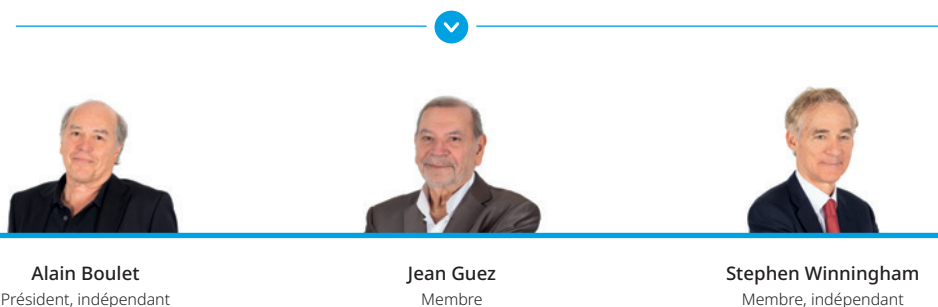 Alain Boulet
Président, indépendant
Jean Guez
Membre
Stephen Winningham
Membre, indépendant